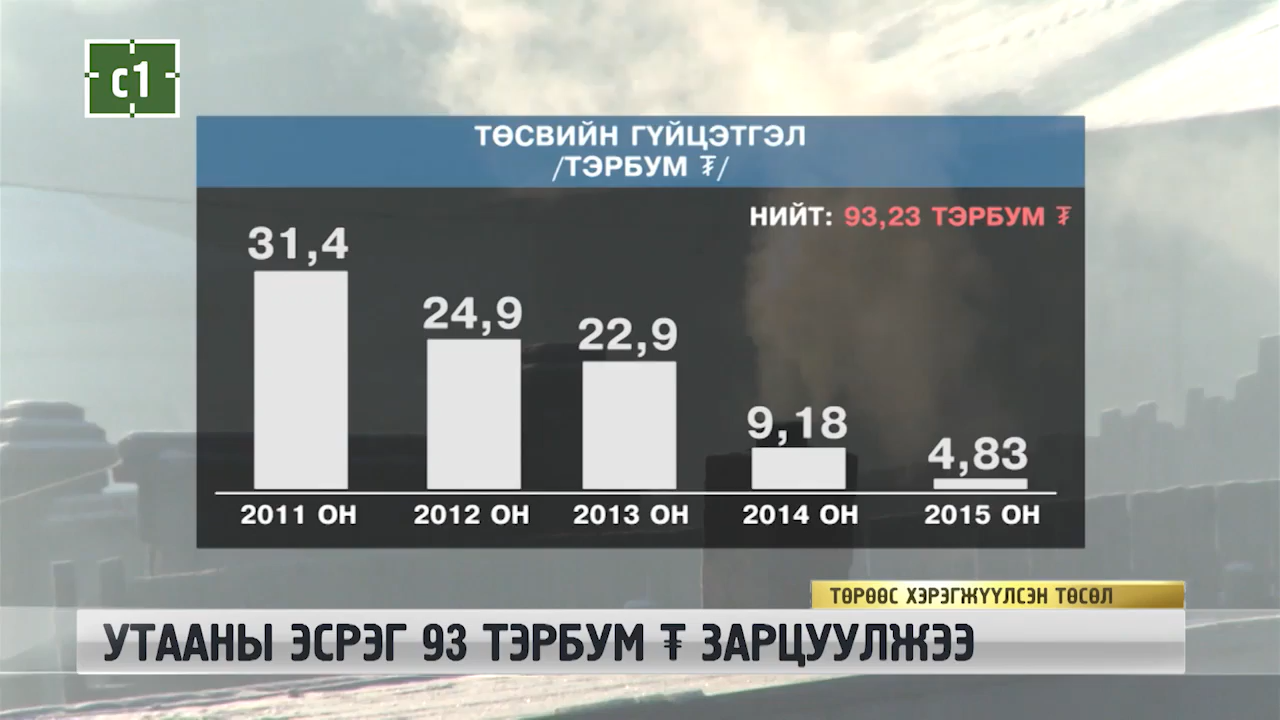 c1
ТӨСВИЙН ГҮЙЦЭТГЭЛ
/ТЭРБУМ ₮/
НИЙТ: 93,23 ТЭРБУМ ₮
31,4
24,9
22,9
9,18
4,83
2011 ОН
2012 ОН
2013 ОН
2014 ОН
2015 ОН
ТӨРӨӨС ХЭРЭГЖҮҮЛСЭН ТӨСӨЛ
УТААНЫ ЭСРЭГ 93 ТЭРБУМ ₮ ЗАРЦУУЛЖЭЭ